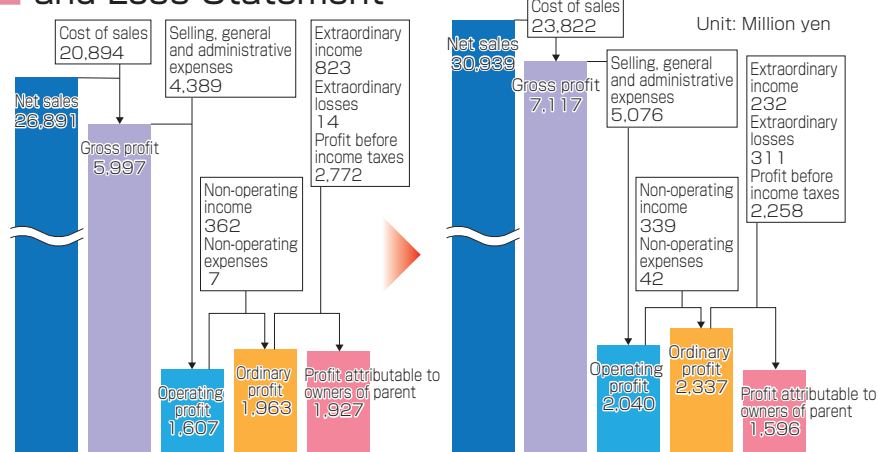 and Loss Statement
Unit: Million yen
Cost of sales
20,894
Selling, general
and administrative
expenses
4,389
Extraordinary
income
823
Extraordinary
losses
14
Profit before
income taxes
2,772
Net sales
26,891
Gross profit
5,997
Non-operating
income
362
Non-operating
expenses
7
Operating
profit
1,607
Ordinary
profit
1,963
Profit attributable to
owners of parent
1,927
Cost of sales
23,822
Net sales
30,939
Gross profit
7,117
Selling, general
and administrative
expenses
5,076
Extraordinary
income
232
Extraordinary
losses
311
Profit before
income taxes
2,258
Non-operating
income
339
Non-operating
expenses
42
Operating
profit
2,040
Ordinary
profit
2,337
Profit attributable to
owners of parent
1,596